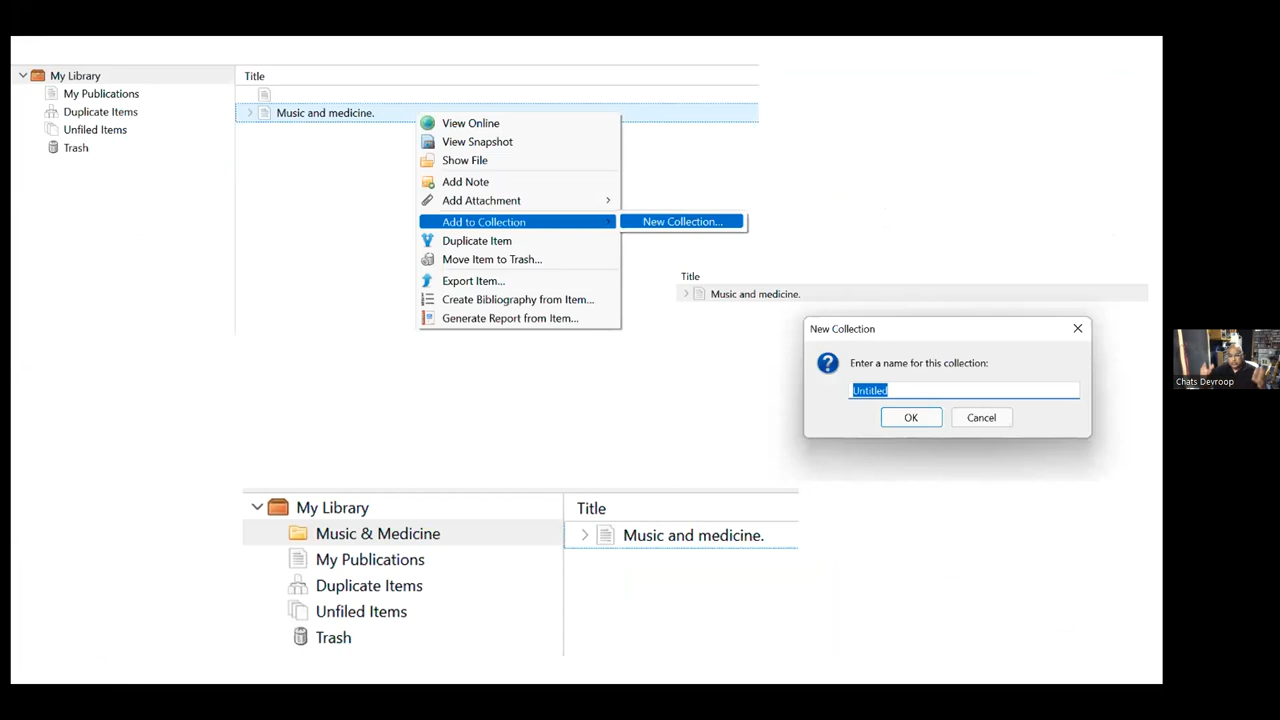 My Library
My Publications
Duplicate Items
Unfiled Items
Trash
Title
Music and medicine.
View Online
View Snapshot
Show File
Add Note
Add Attachment
Add to Collection
New Collection...
Duplicate Item
Move Item to Trash...
Export Item...
Create Bibliography from Item...
Generate Report from Item...
Title
Music and medicine.
New Collection
Enter a name for this collection:
Untitled
OK Cancel
Chats Devroop
My Library
Music & Medicine
My Publications
Duplicate Items
Unfiled Items
Trash
Title
Music and medicine.